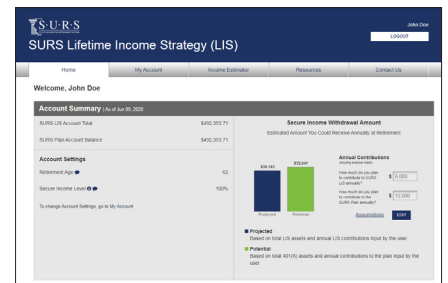 S·U·R·S
John Doe
LOGOUT
SURS Lifetime Income Strategy (LIS)
Home
My Account
Income Estimator
Resources
Contact Us
Welcome, John Doe
Account Summary (As of Jun 09, 2020)
SURS LIS Account Total $492,353.71
SURS Plan Account Balance $492,353.71
Account Settings
Retirement Age 62
Secure Income Level 100%
To change Account Settings, go to My Account.
Secure Income Withdrawal Amount
Estimated Amount You Could Receive Annually at Retirement
Projected
Potential
Annual Contributions
How much do you plan
to contribute to SURS
LIS annually?
$ 6,000
How much do you plan
to contribute to the
SURS Plan annually?
$ 12,000
Assumptions
EDIT
Projected
Based on total LIS assets and annual LIS contributions input by the user
Potential
Based on total 401(a) assets and annual contributions to the plan input by the
user